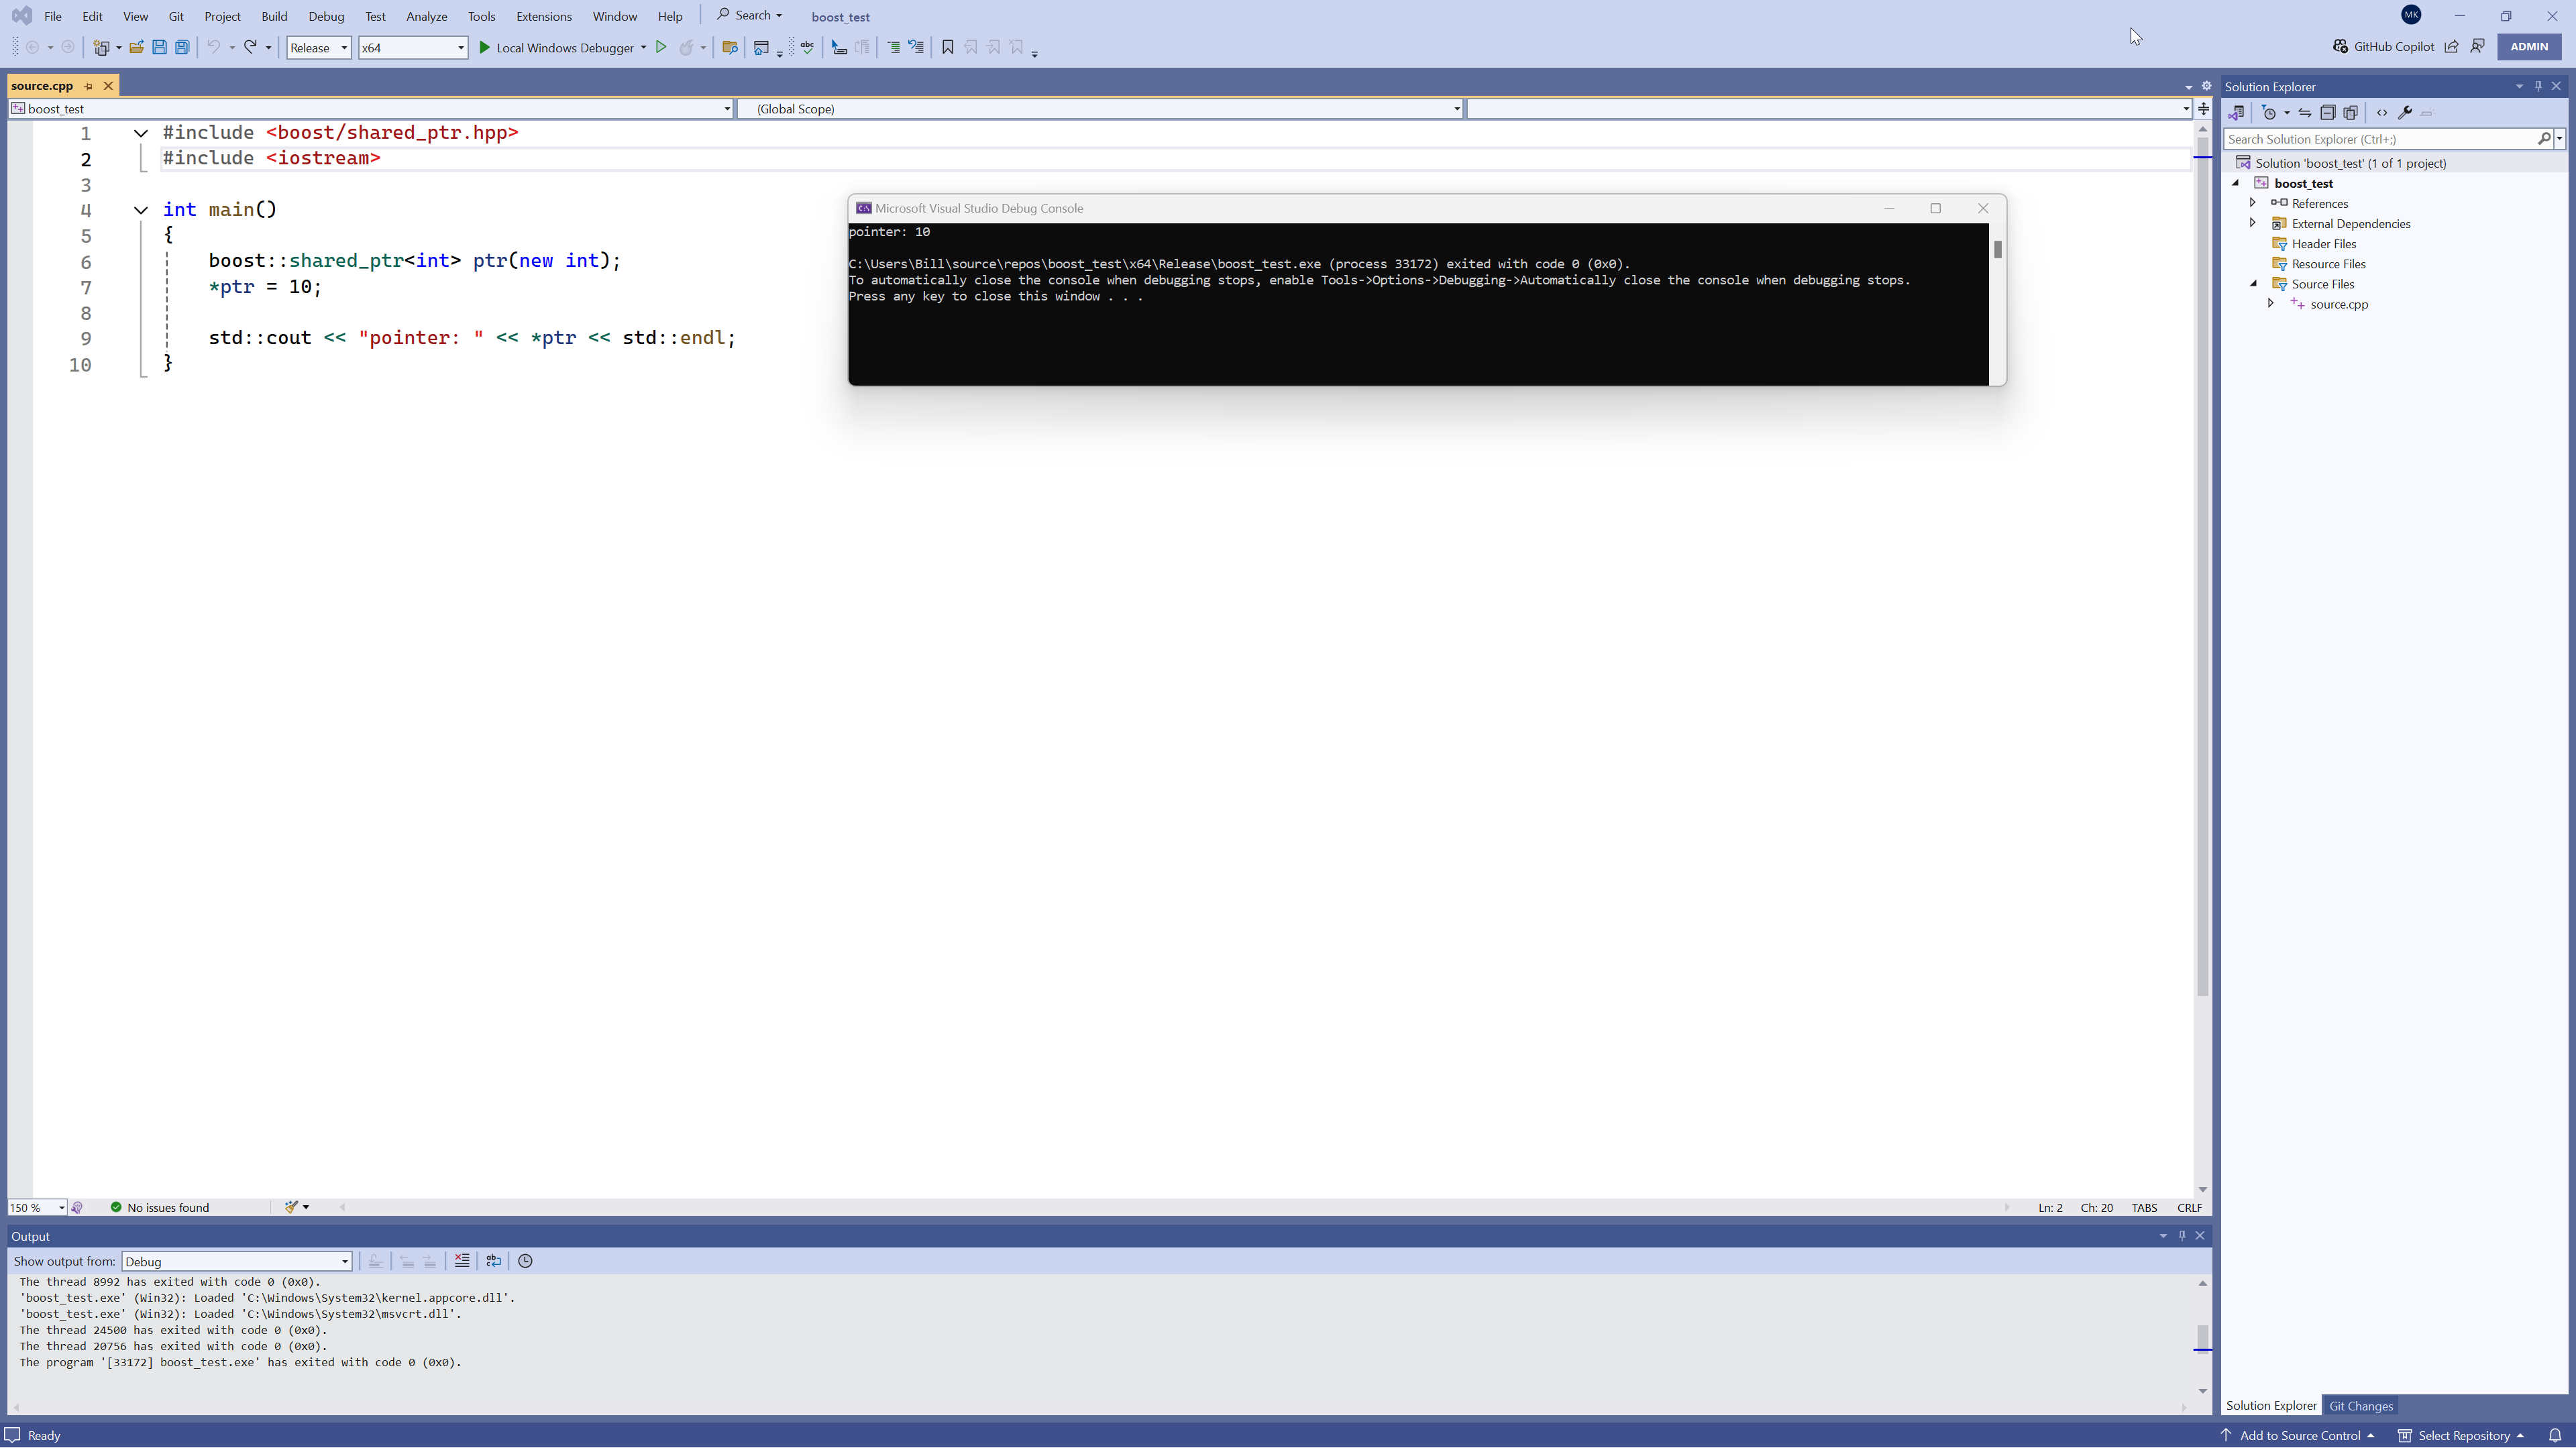 File Edit View Git Project Build Debug Test Analyze Tools Extensions Window Help Search boost_test MK
Release x64 Local Windows Debugger abc GitHub Copilot ADMIN
source.cpp
boost_test (Global Scope)
1 #include <boost/shared_ptr.hpp>
2 #include <iostream>
3
4 int main()
5 {
6 boost::shared_ptr<int> ptr(new int);
7 *ptr = 10;
8
9 std::cout << "pointer: " << *ptr << std::endl;
10 }
Microsoft Visual Studio Debug Console
pointer: 10
C:\Users\Bill\source\repos\boost_test\x64\Release\boost_test.exe (process 33172) exited with code 0 (0x0).
To automatically close the console when debugging stops, enable Tools->Options->Debugging->Automatically close the console when debugging stops.
Press any key to close this window . . .
Solution Explorer
Search Solution Explorer (Ctrl+;)
Solution 'boost_test' (1 of 1 project)
boost_test
References
External Dependencies
Header Files
Resource Files
Source Files
source.cpp
150 % No issues found Ln: 2 Ch: 20 TABS CRLF
Output
Show output from: Debug
The thread 8992 has exited with code 0 (0x0).
'boost_test.exe' (Win32): Loaded 'C:\Windows\System32\kernel.appcore.dll'.
'boost_test.exe' (Win32): Loaded 'C:\Windows\System32\msvcrt.dll'.
The thread 24500 has exited with code 0 (0x0).
The thread 20756 has exited with code 0 (0x0).
The program '[33172] boost_test.exe' has exited with code 0 (0x0).
Solution Explorer Git Changes
Ready Add to Source Control Select Repository